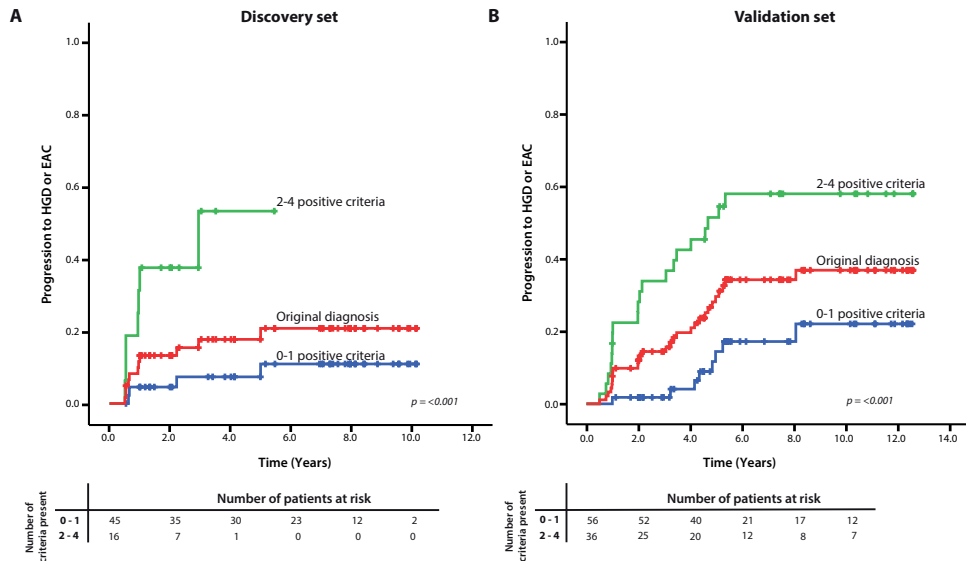 A
Discovery set
1.0
0.8
0.6
0.4
0.2
0.0
Progression to HGD or EAC
2-4 positive criteria
Original diagnosis
0-1 positive criteria
p = <0.001
0.0 2.0 4.0 6.0 8.0 10.0 12.0
Time (Years)
Number of patients at risk
Number of
criteria present
0 - 1 45 35 30 23 12 2
2 - 4 16 7 1 0 0 0
B
Validation set
1.0
0.8
0.6
0.4
0.2
0.0
Progression to HGD or EAC
2-4 positive criteria
Original diagnosis
0-1 positive criteria
p = <0.001
0.0 2.0 4.0 6.0 8.0 10.0 12.0 14.0
Time (Years)
Number of patients at risk
Number of
criteria present
0 - 1 56 52 40 21 17 12
2 - 4 36 25 20 12 8 7